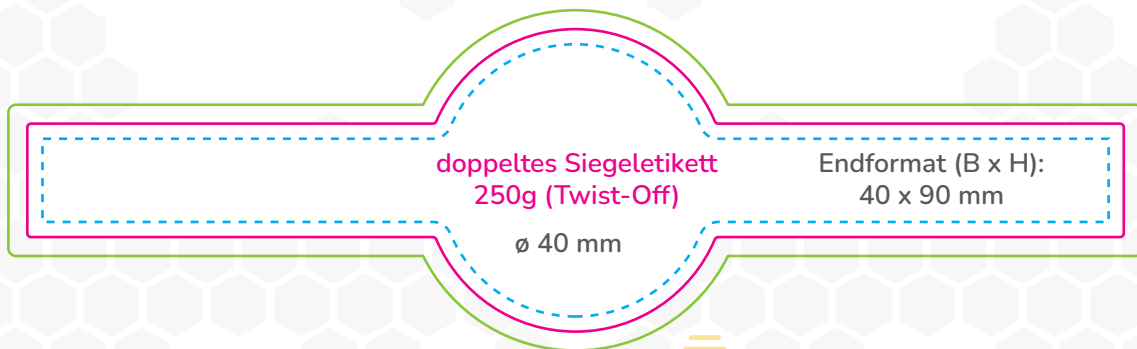 doppeltes Siegeletikett
250g (Twist-Off)
ø 40 mm
Endformat (B x H):
40 x 90 mm